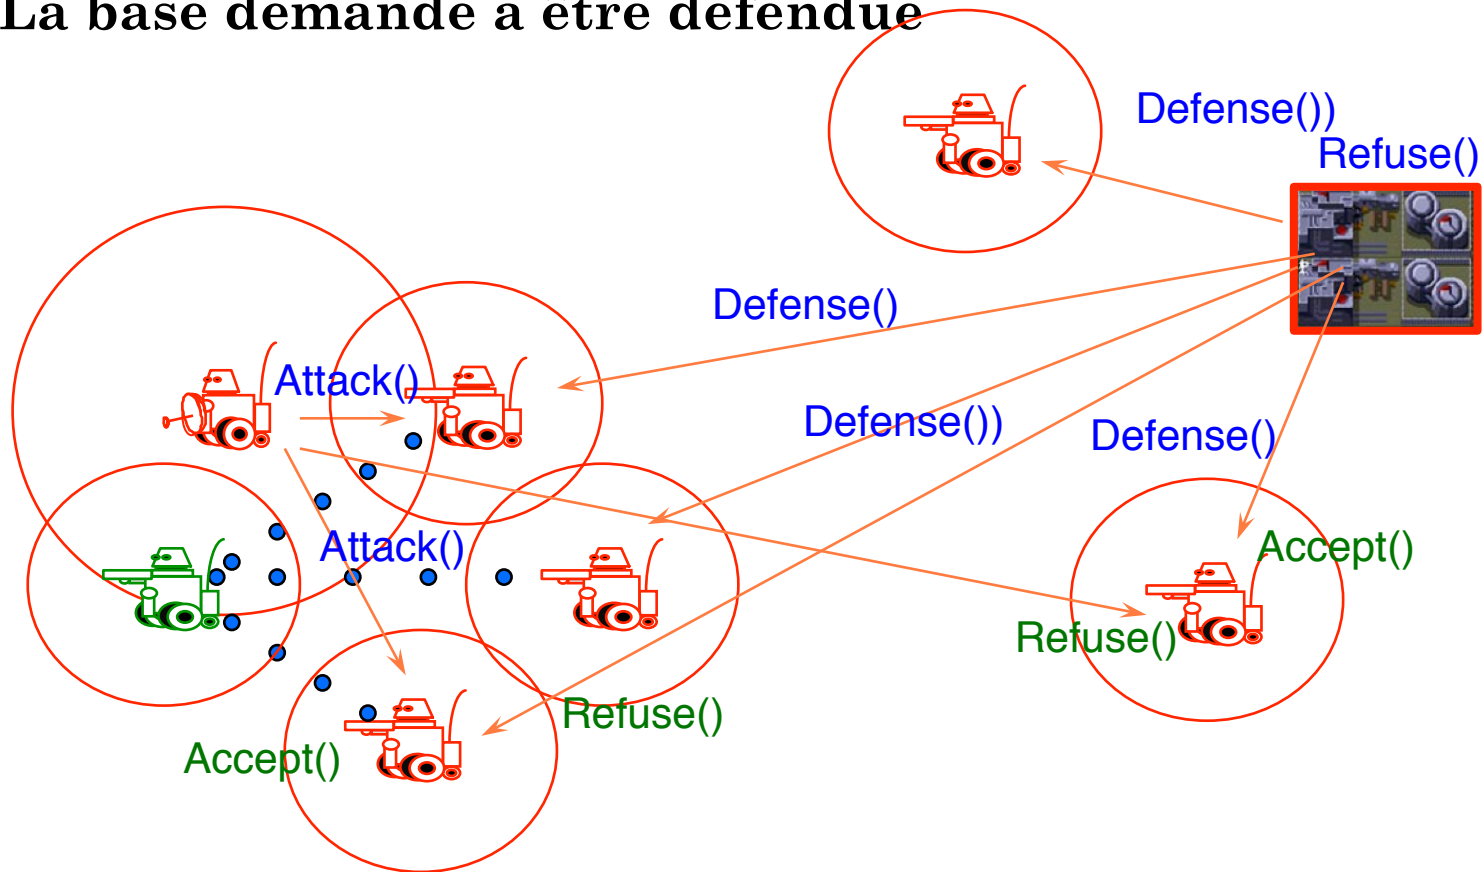 La base demande a etre defendue
Defense())
Refuse()
Defense()
Attack()
Defense())
Defense()
Attack()
Accept()
Refuse()
Refuse()
Accept()